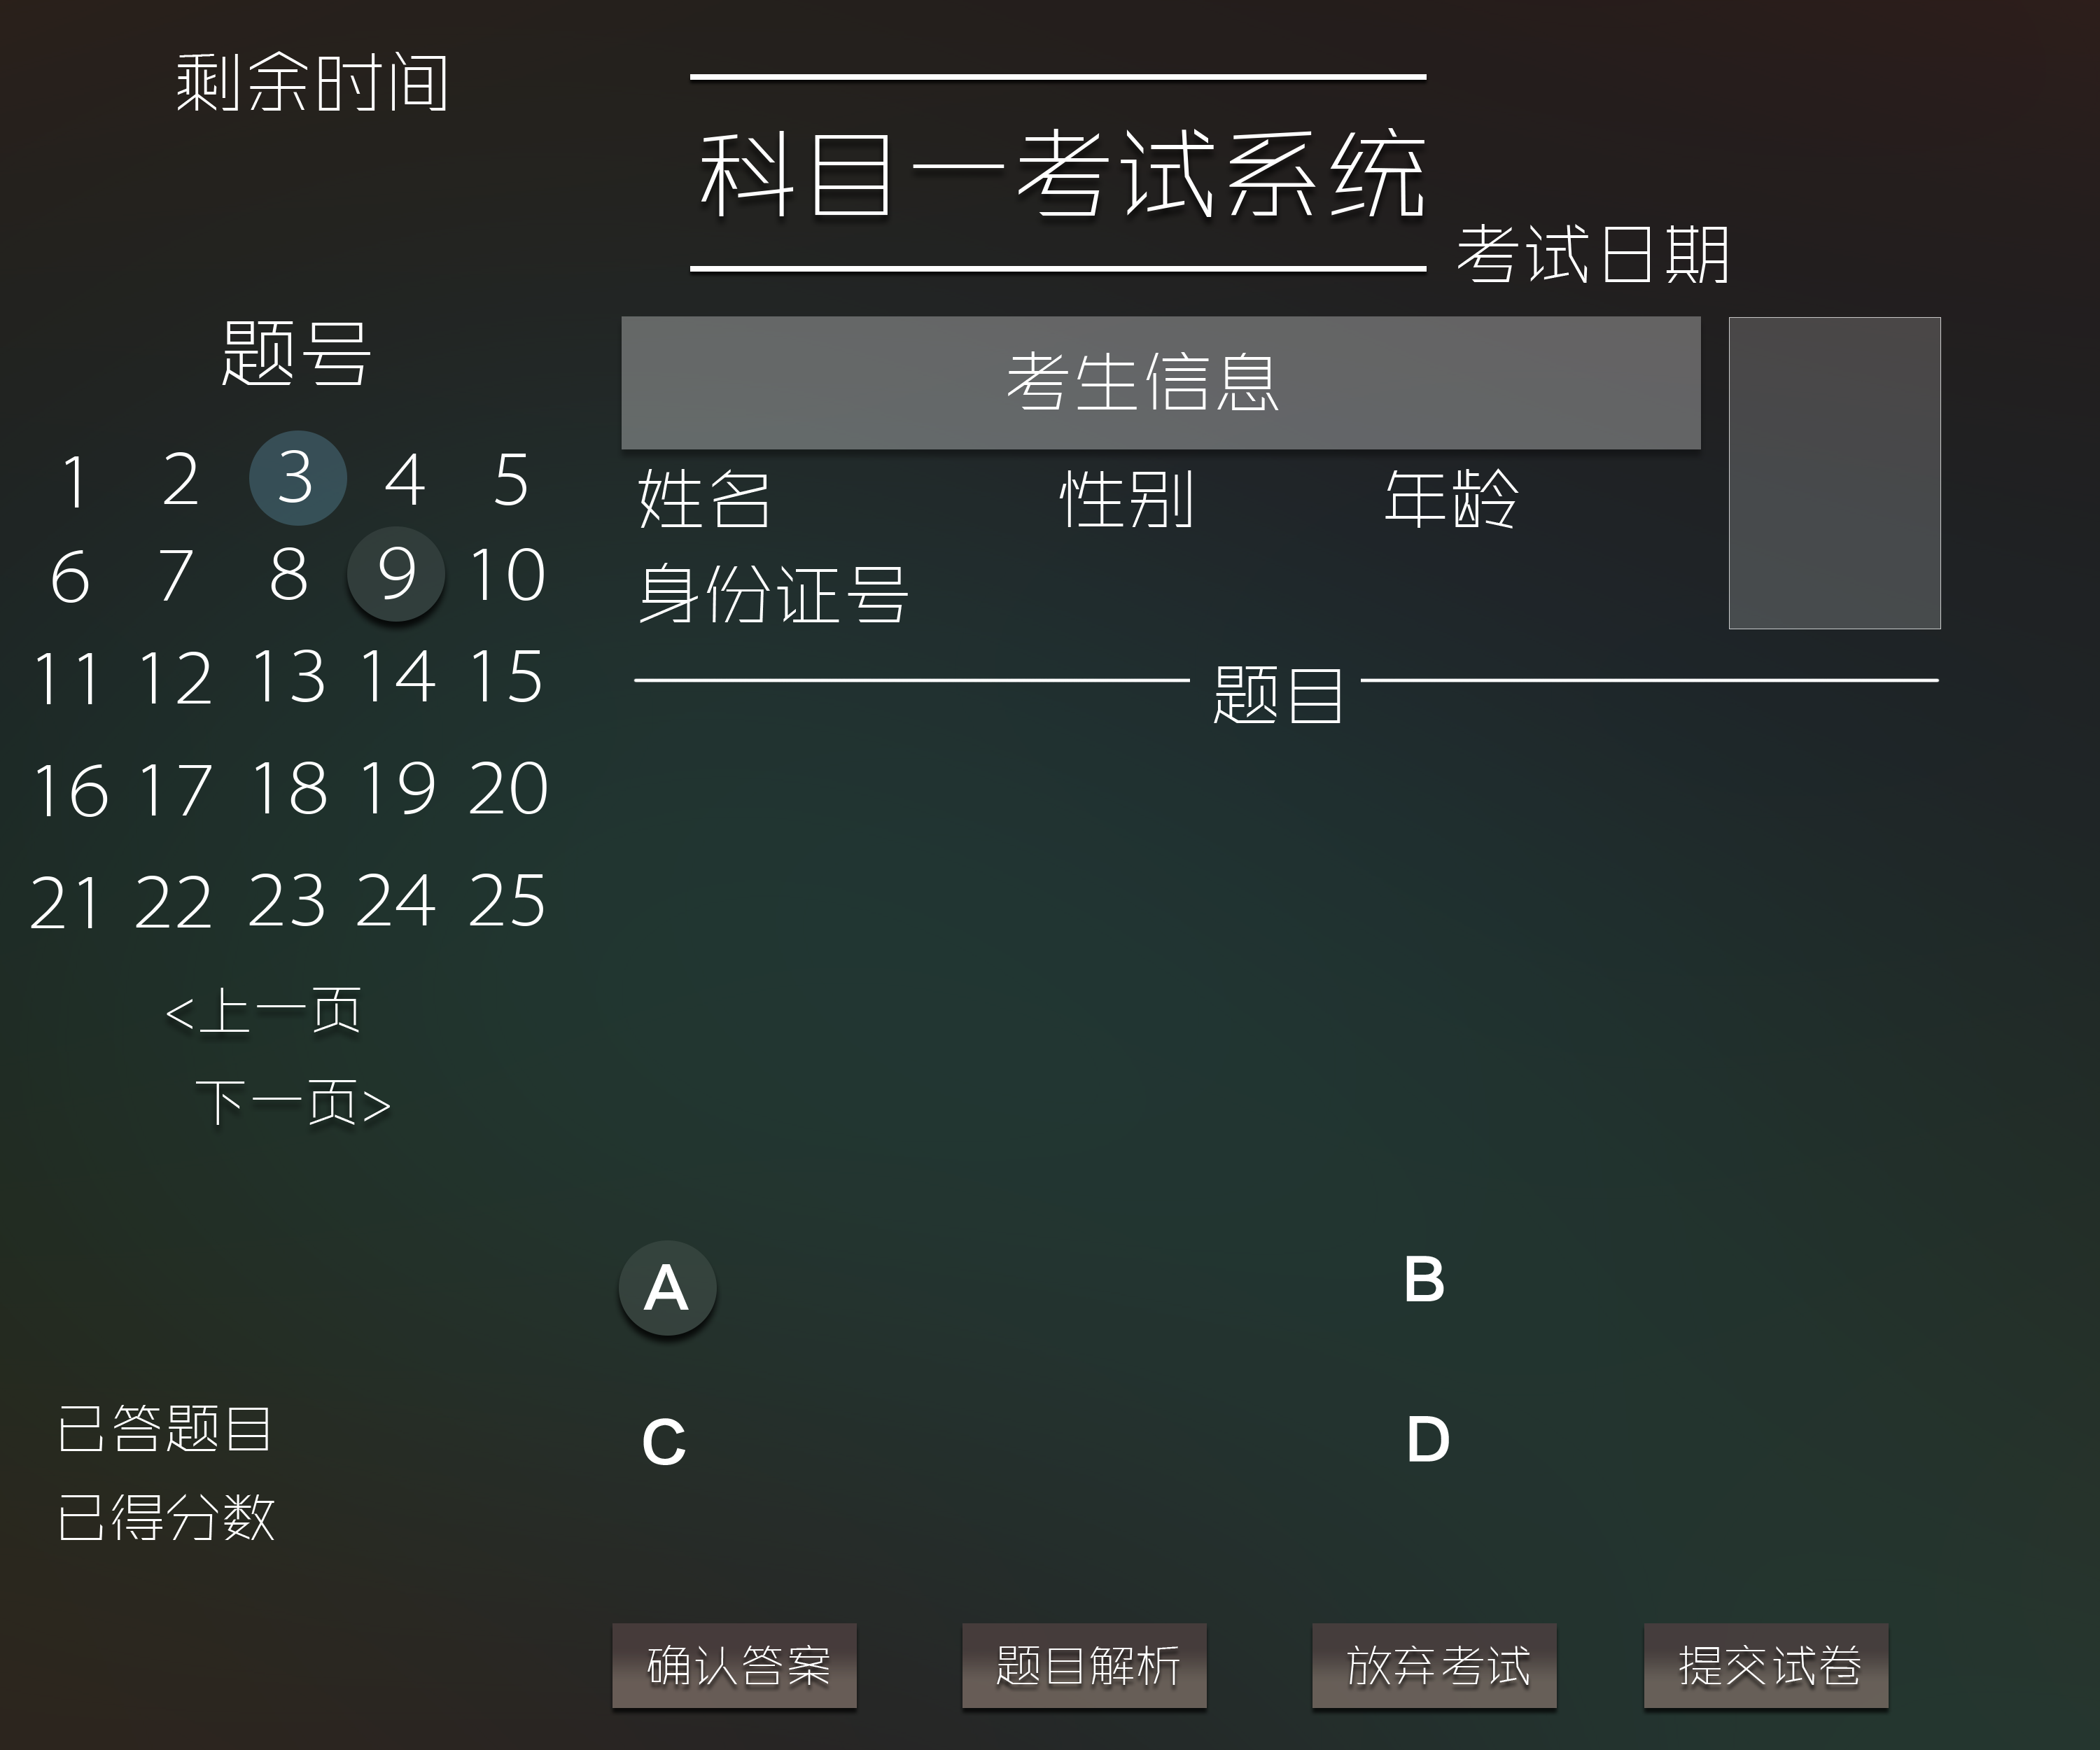 剩余时间
科目一考试系统
考试日期
题号
考生信息
1 2 3 4 5
姓名 性别 年龄
6 7 8 9 10
身份证号
11 12 13 14 15
题目
16 17 18 19 20
21 22 23 24 25
<上一页
下一页>
A B
C D
已答题目
已得分数
确认答案 题目解析 放弃考试 提交试卷